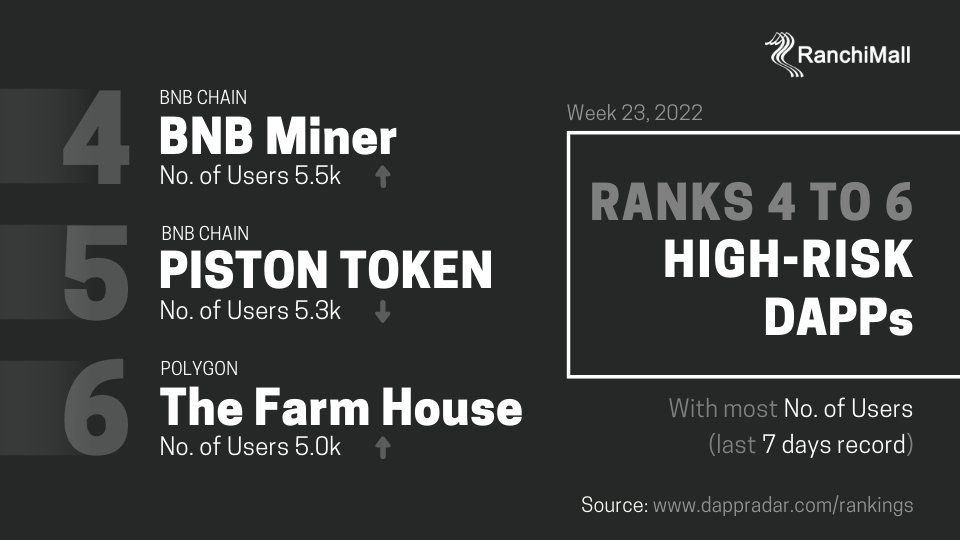 RanchiMall
4
BNB CHAIN
BNB Miner
No. of Users 5.5k
5
BNB CHAIN
PISTON TOKEN
No. of Users 5.3k
6
POLYGON
The Farm House
No. of Users 5.0k
Week 23, 2022
RANKS 4 TO 6
HIGH-RISK
DAPPs
With most No. of Users
(last 7 days record)
Source: www.dappradar.com/rankings